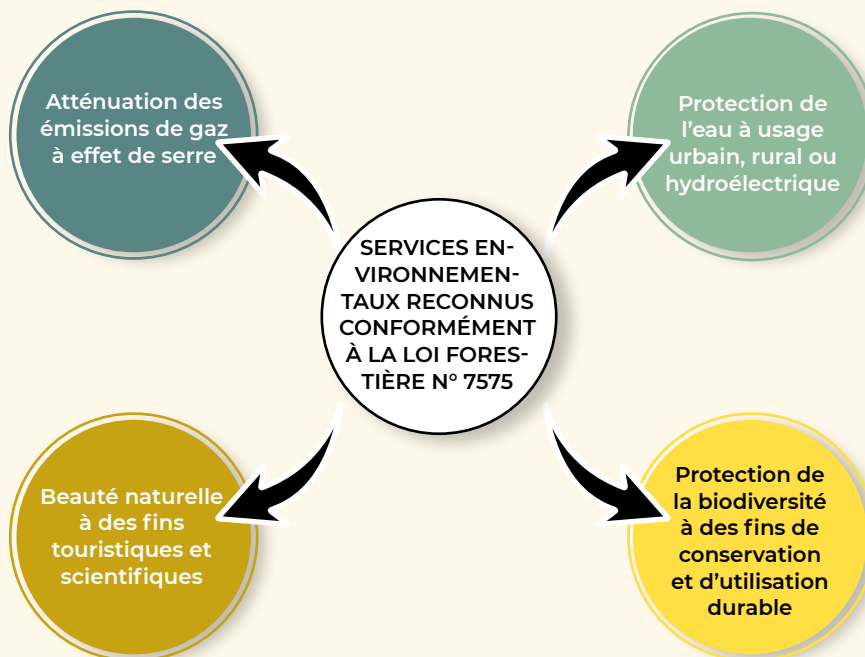 Atténuation des
émissions de gaz
à effet de serre
Protection de
l'eau à usage
urbain, rural ou
hydroélectrique
SERVICES EN-
VIRONNEMEN-
TAUX RECONNUS
CONFORMÉMENT
À LA LOI FORES-
TIÈRE N° 7575
Beauté naturelle
à des fins
touristiques et
scientifiques
Protection de
la biodiversité
à des fins de
conservation
et d'utilisation
durable